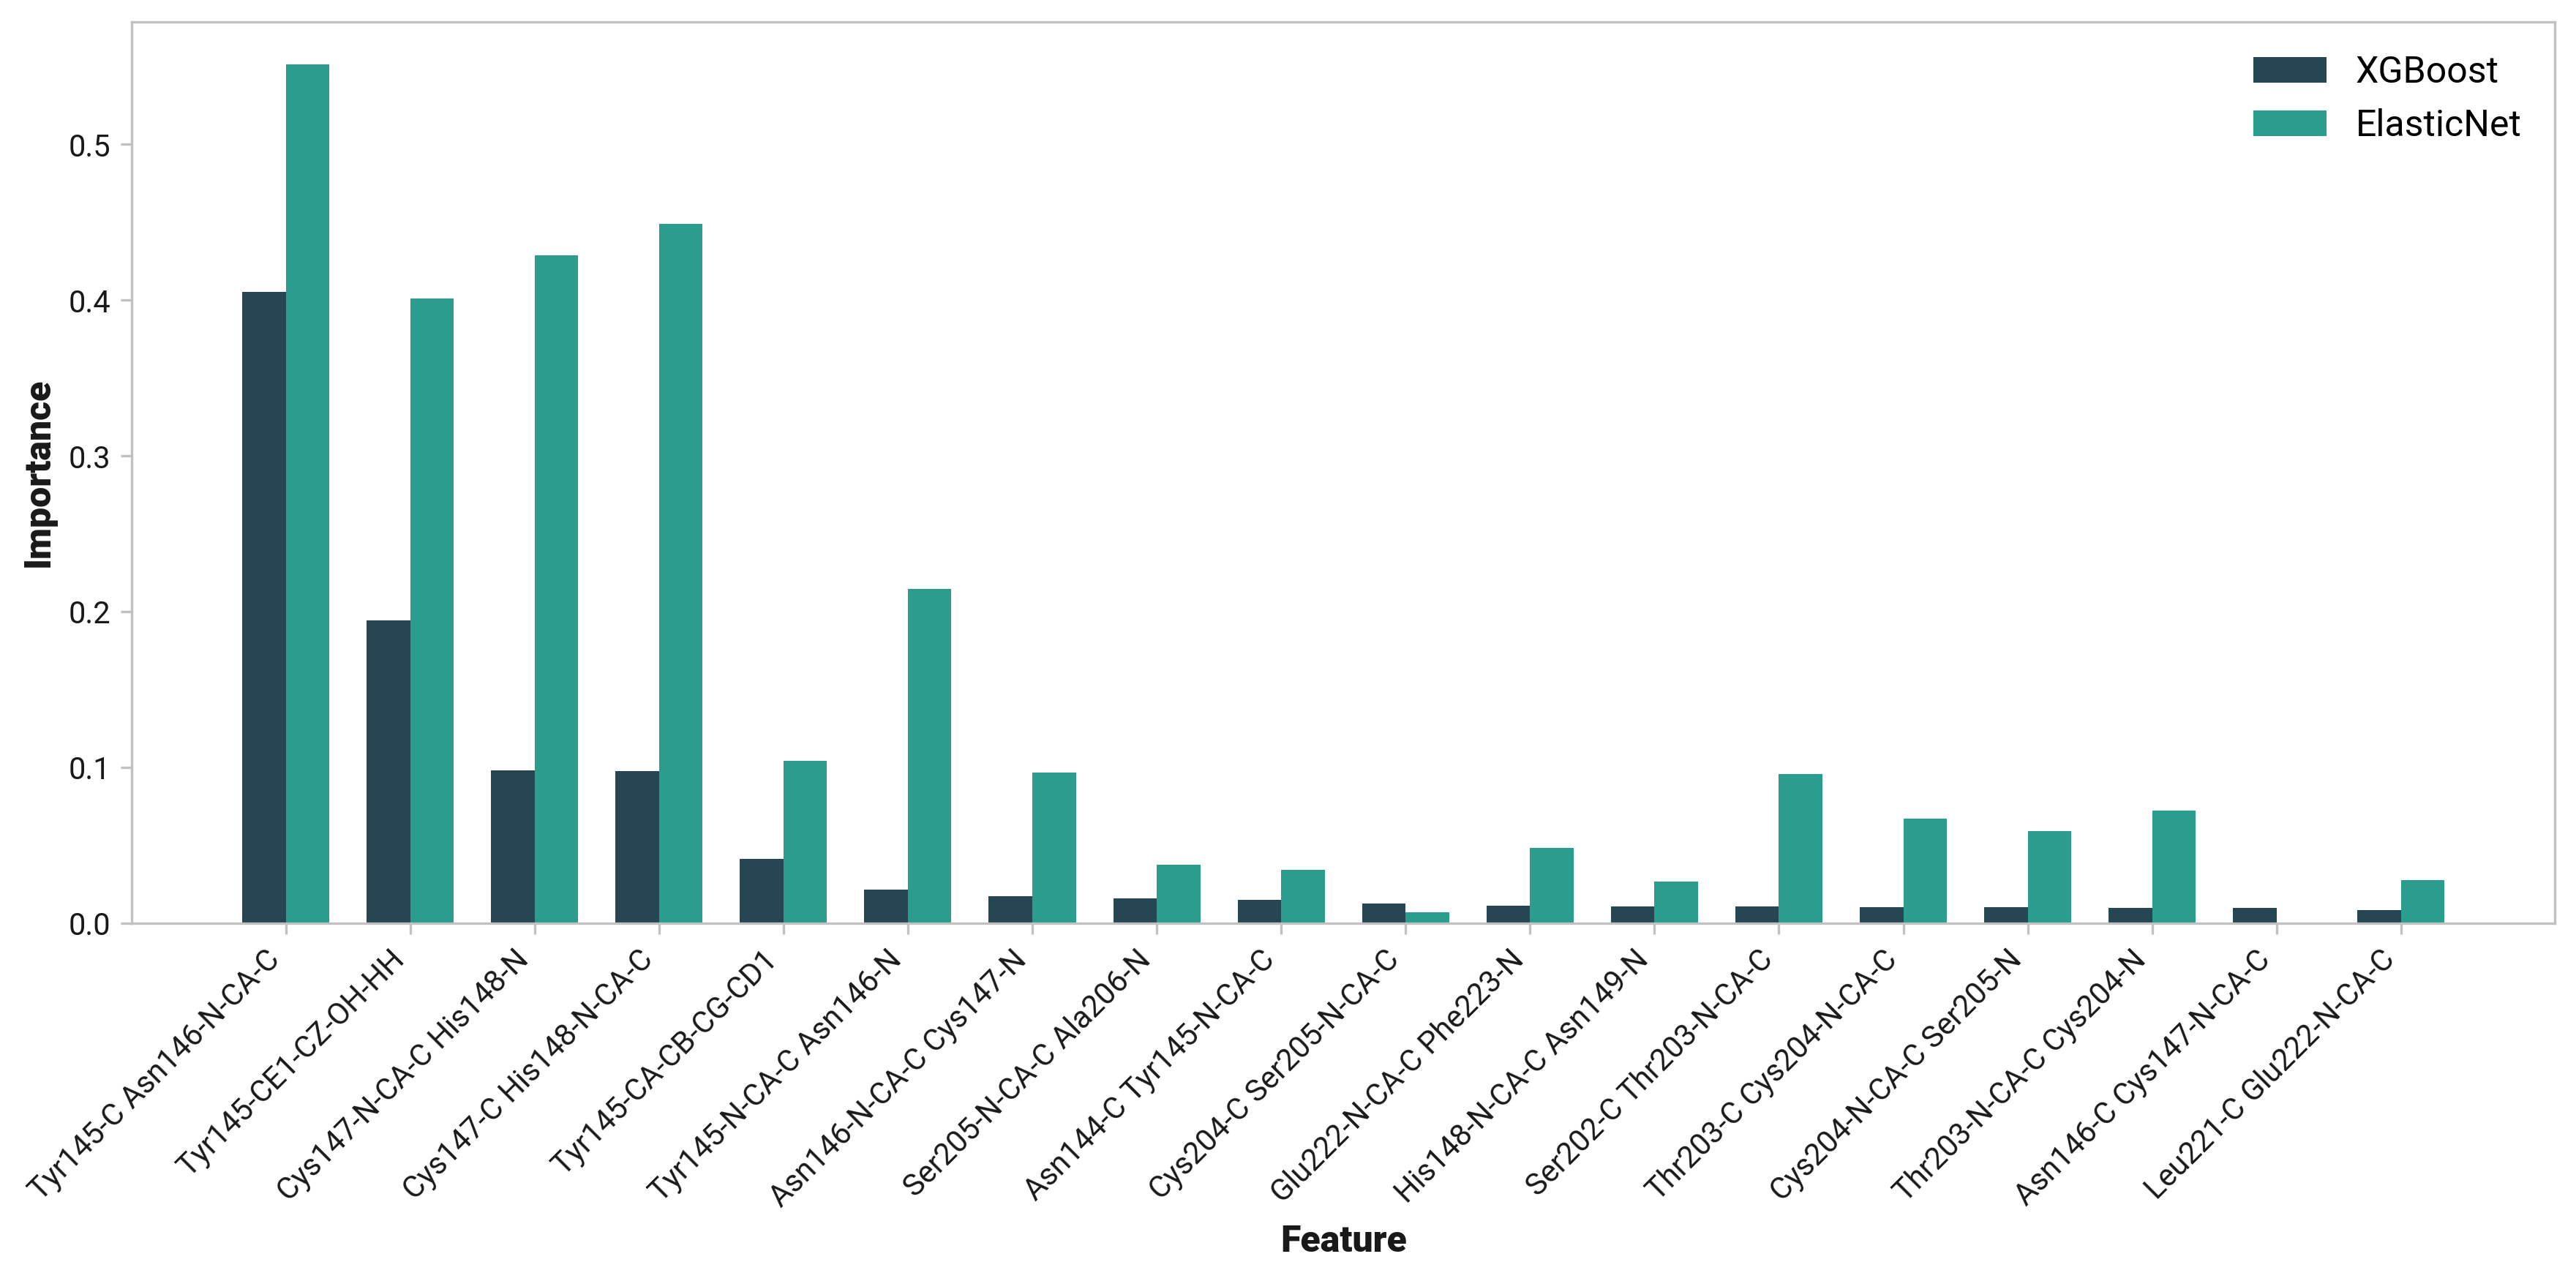 XGBoost
ElasticNet
Importance
0.5
0.4
0.3
0.2
0.1
0.0
Tyr145-C Asn146-N-CA-C
Tyr145-CE1-CZ-OH-HH
Cys147-N-CA-C His148-N
Cys147-C His148-N-CA-C
Tyr145-CA-CB-CG-CD1
Tyr145-N-CA-C Asn146-N
Asn146-N-CA-C Cys147-N
Ser205-N-CA-C Ala206-N
Asn144-C Tyr145-N-CA-C
Cys204-C Ser205-N-CA-C
Glu222-N-CA-C Phe223-N
His148-N-CA-C Asn149-N
Ser202-C Thr203-N-CA-C
Thr203-C Cys204-N-CA-C
Cys204-N-CA-C Ser205-N
Thr203-N-CA-C Cys204-N
Asn146-C Cys147-N-CA-C
Leu221-C Glu222-N-CA-C
Feature